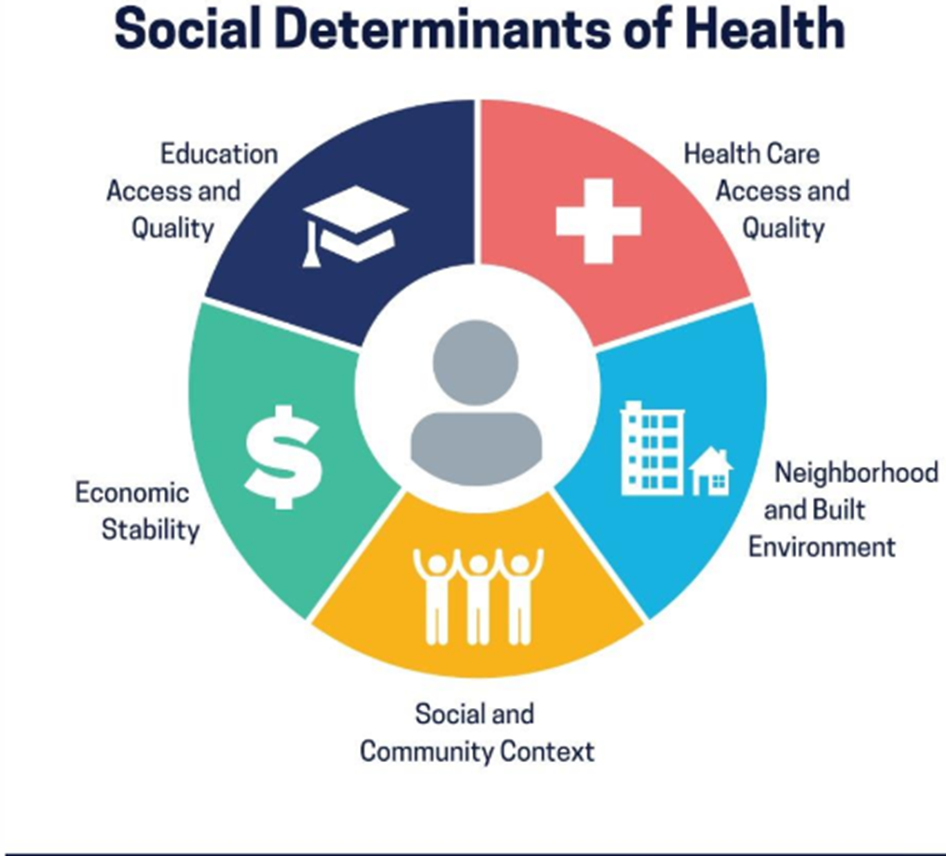 Social Determinants of Health
Education
Access and
Quality
Health Care
Access and
Quality
Economic
Stability
Neighborhood
and Built
Environment
Social and
Community Context